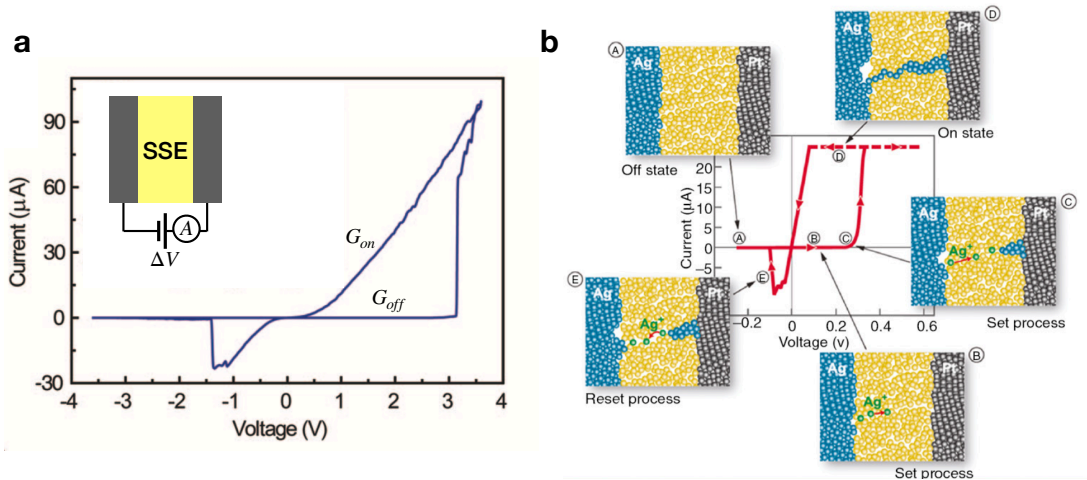 a
90
60
30
0
-30
Current (μA)
-4
-3
-2
-1
0
1
2
3
4
Voltage (V)
SSE
A
ΔV
G_on
G_off
b
A
Ag
Pt
Off state
D
Ag
Pt
On state
C
Ag
Pt
Ag+
Set process
E
Ag
Ag+
Reset process
B
Ag
Pt
Ag+
Set process
20
15
10
5
0
−5
Current (μA)
−0.2
0
0.2
0.4
0.6
Voltage (v)
A
B
C
D
E